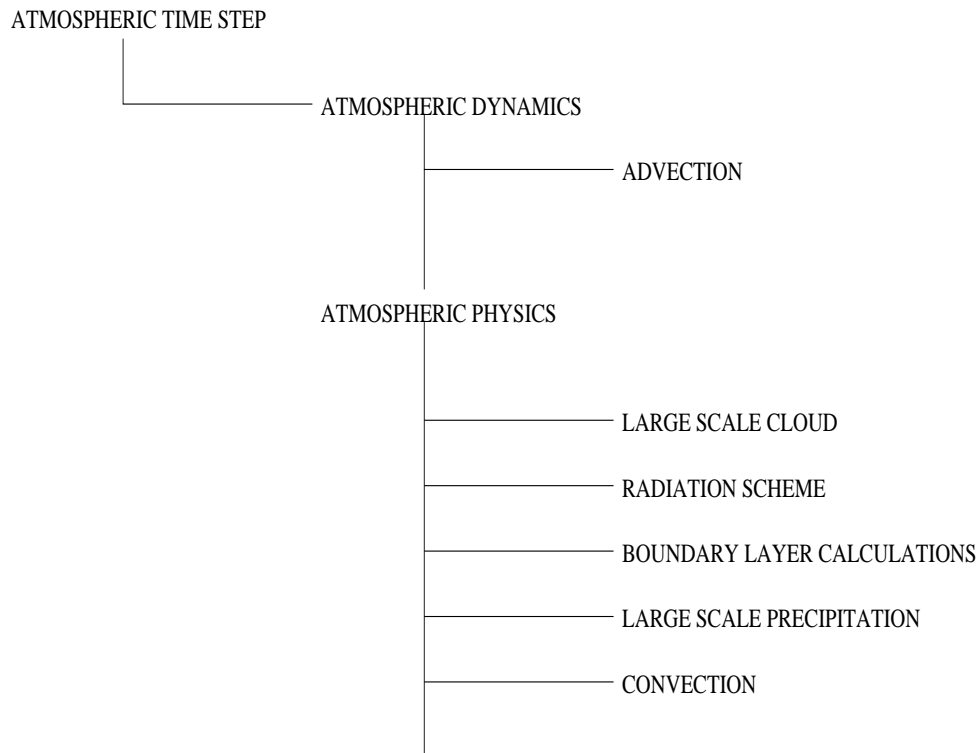 ATMOSPHERIC TIME STEP
ATMOSPHERIC DYNAMICS
ADVECTION
ATMOSPHERIC PHYSICS
LARGE SCALE CLOUD
RADIATION SCHEME
BOUNDARY LAYER CALCULATIONS
LARGE SCALE PRECIPITATION
CONVECTION